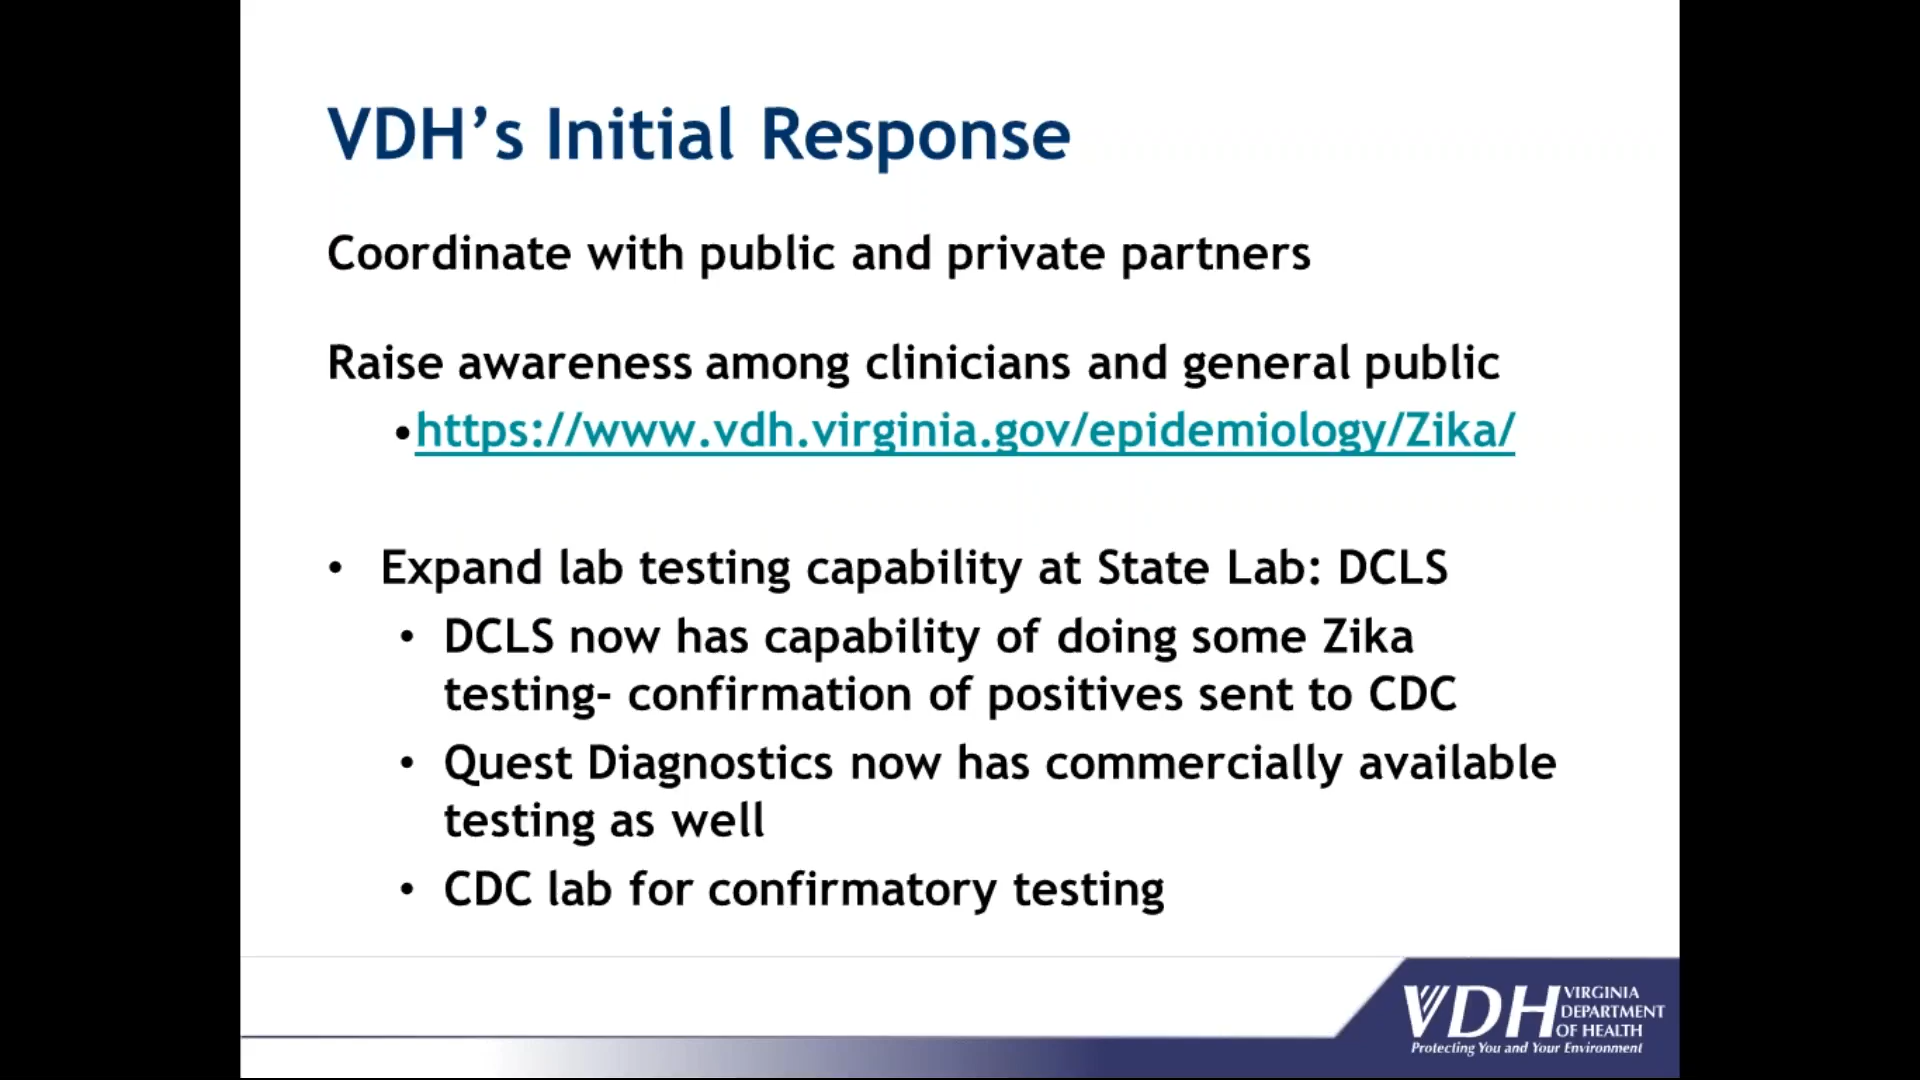 VDH’s Initial Response
Coordinate with public and private partners
Raise awareness among clinicians and general public
•https://www.vdh.virginia.gov/epidemiology/Zika/
• Expand lab testing capability at State Lab: DCLS
• DCLS now has capability of doing some Zika
testing- confirmation of positives sent to CDC
• Quest Diagnostics now has commercially available
testing as well
• CDC lab for confirmatory testing
VDH VIRGINIA
DEPARTMENT
OF HEALTH
Protecting You and Your Environment